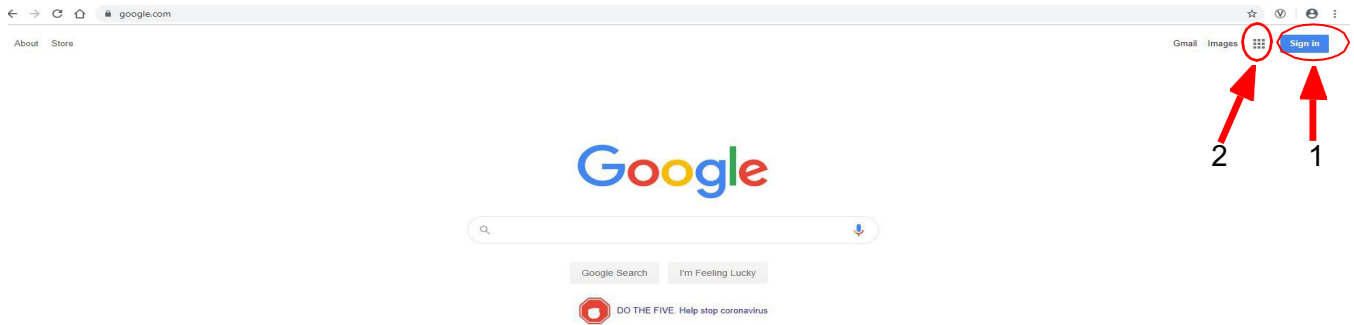 google.com
About Store
Gmail Images Sign in
2 1
Google
Google Search I'm Feeling Lucky
DO THE FIVE. Help stop coronavirus